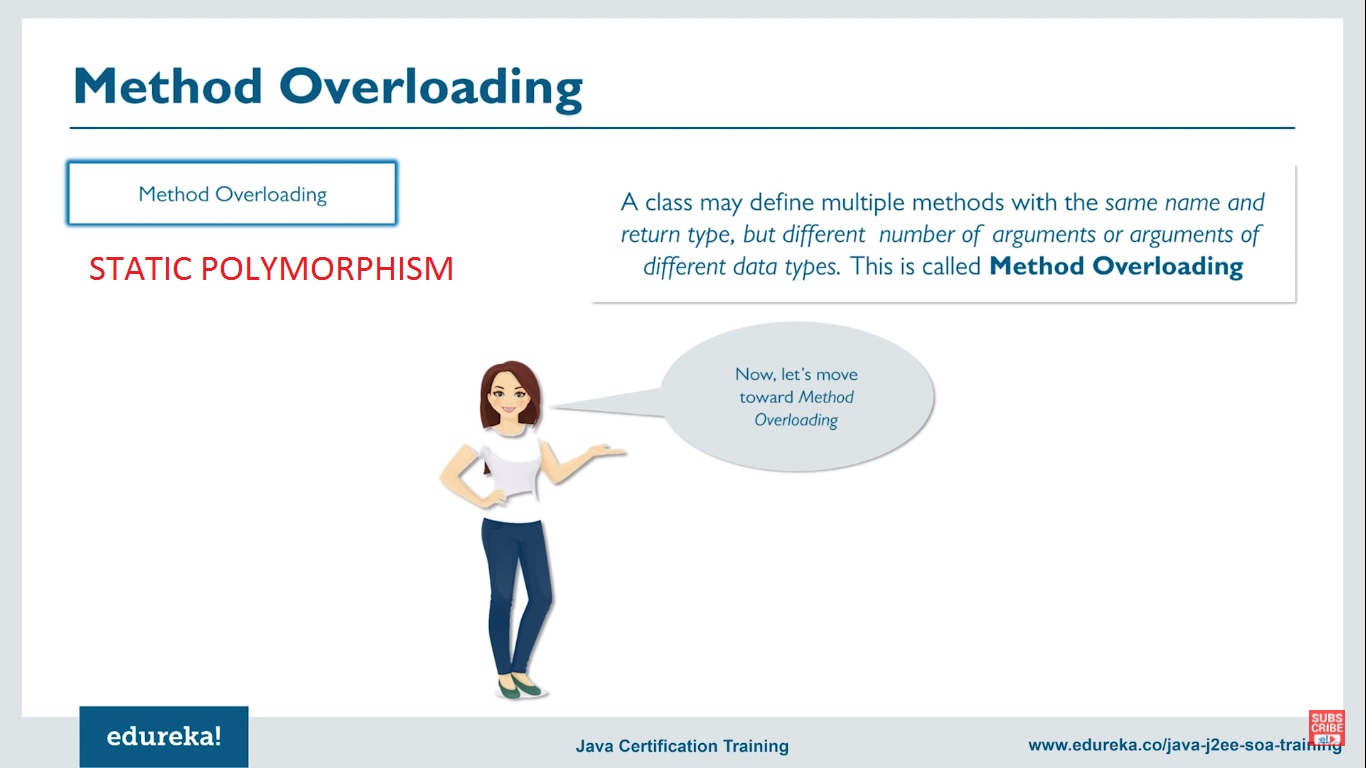 Method Overloading
Method Overloading
STATIC POLYMORPHISM
A class may define multiple methods with the same name and
return type, but different number of arguments or arguments of
different data types. This is called Method Overloading
Now, let's move
toward Method
Overloading
edureka!
Java Certification Training
www.edureka.co/java-j2ee-soa-training
SUBS
CRIBE